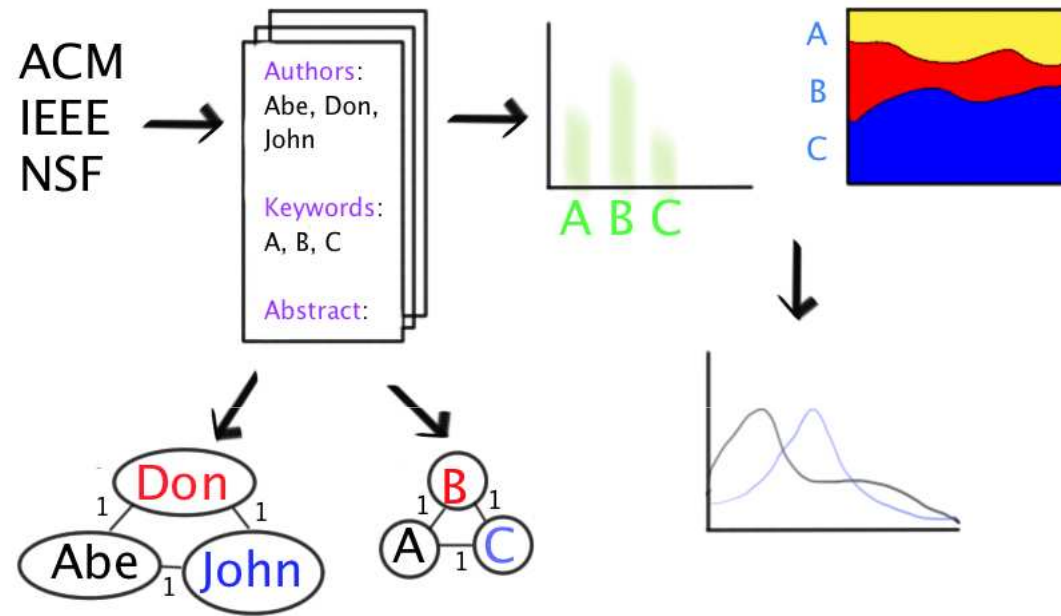 ACM
IEEE
NSF
Authors:
Abe, Don,
John
Keywords:
A, B, C
Abstract:
A B C
A
B
C
Don
1
1
Abe
John
1
B
1
1
A
C
1